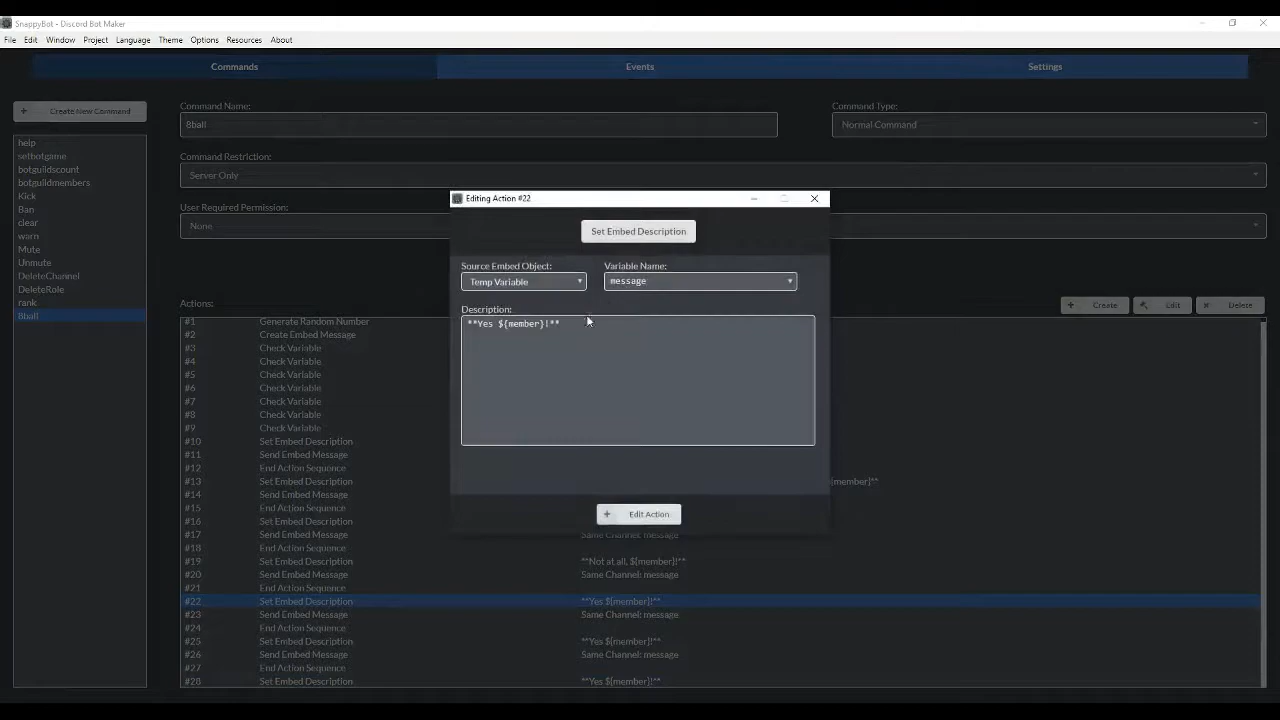 SnappyBot - Discord Bot Maker
File Edit Window Project Language Theme Options Resources About
Commands Events Settings
+ Create New Command
help
setbotgame
botguildscount
botguildmembers
Kick
Ban
clear
warn
Mute
Unmute
DeleteChannel
DeleteRole
rank
8ball
Command Name:
8ball
Command Type:
Normal Command
Command Restriction:
Server Only
User Required Permission:
None
Actions:
+ Create
Edit
× Delete
#1 Generate Random Number
#2 Create Embed Message
#3 Check Variable
#4 Check Variable
#5 Check Variable
#6 Check Variable
#7 Check Variable
#8 Check Variable
#9 Check Variable
#10 Set Embed Description
#11 Send Embed Message
#12 End Action Sequence
#13 Set Embed Description {member}**
#14 Send Embed Message
#15 End Action Sequence
#16 Set Embed Description
#17 Send Embed Message Same Channel: message
#18 End Action Sequence
#19 Set Embed Description **Not at all, ${member}!**
#20 Send Embed Message Same Channel: message
#21 End Action Sequence
#22 Set Embed Description **Yes ${member}!**
#23 Send Embed Message Same Channel: message
#24 End Action Sequence
#25 Set Embed Description **Yes ${member}!**
#26 Send Embed Message Same Channel: message
#27 End Action Sequence
#28 Set Embed Description **Yes ${member}!**
Editing Action #22
Set Embed Description
Source Embed Object: Variable Name:
Temp Variable message
Description:
**Yes ${member}!**
+ Edit Action